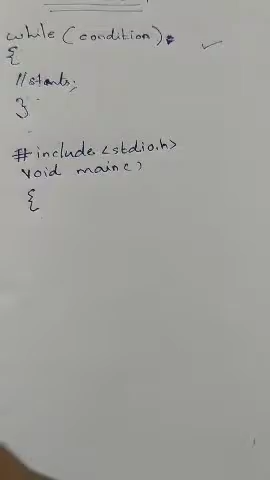 while (condition).
{
//stmts;
}
#include <stdio.h>
void main()
{